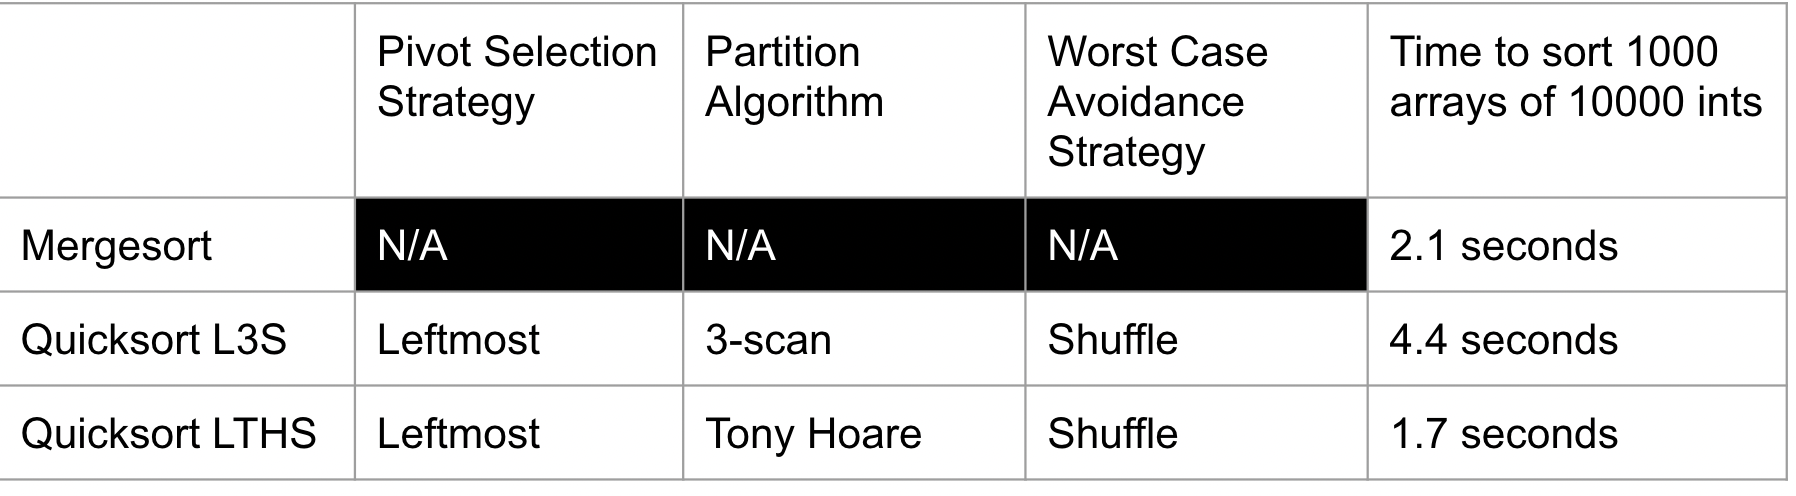 Pivot Selection Strategy
Partition Algorithm
Worst Case Avoidance Strategy
Time to sort 1000 arrays of 10000 ints
Mergesort N/A N/A N/A 2.1 seconds
Quicksort L3S Leftmost 3-scan Shuffle 4.4 seconds
Quicksort LTHS Leftmost Tony Hoare Shuffle 1.7 seconds